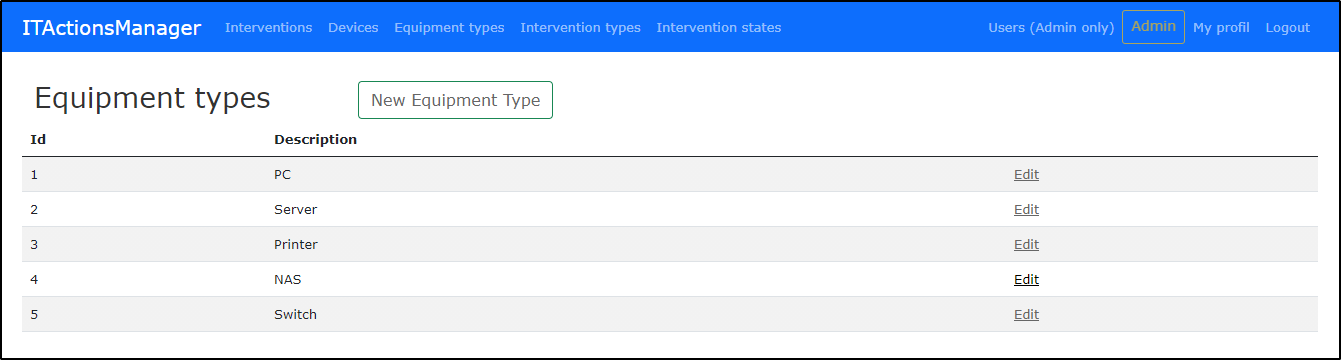 ITActionsManager Interventions Devices Equipment types Intervention types Intervention states Users (Admin only) Admin My profil Logout
Equipment types New Equipment Type
Id Description
1 PC Edit
2 Server Edit
3 Printer Edit
4 NAS Edit
5 Switch Edit